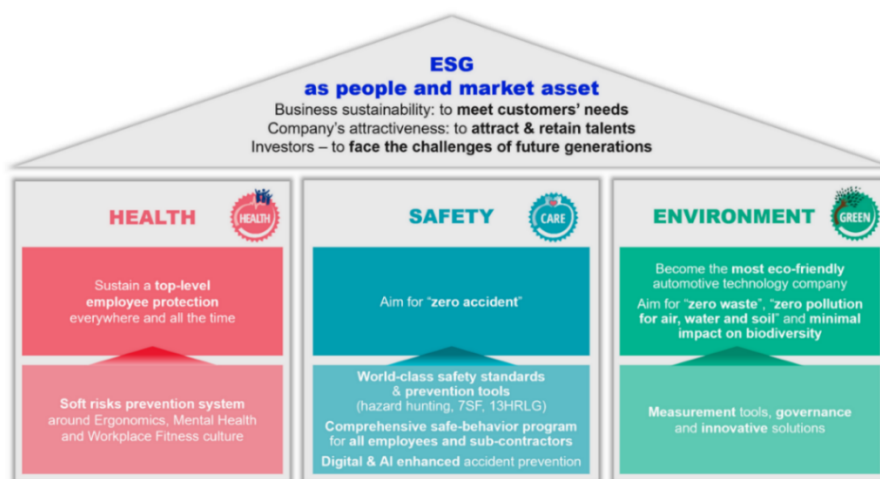 ESG
as people and market asset
Business sustainability: to meet customers' needs
Company's attractiveness: to attract & retain talents
Investors – to face the challenges of future generations
HEALTH
HEALTH
Sustain a top-level
employee protection
everywhere and all the time
Soft risks prevention system
around Ergonomics, Mental Health
and Workplace Fitness culture
SAFETY
CARE
Aim for "zero accident"
World-class safety standards
& prevention tools
(hazard hunting, 7SF, 13HRLG)
Comprehensive safe-behavior program
for all employees and sub-contractors
Digital & AI enhanced accident prevention
ENVIRONMENT
GREEN
Become the most eco-friendly
automotive technology company
Aim for "zero waste", "zero pollution
for air, water and soil" and minimal
impact on biodiversity
Measurement tools, governance
and innovative solutions